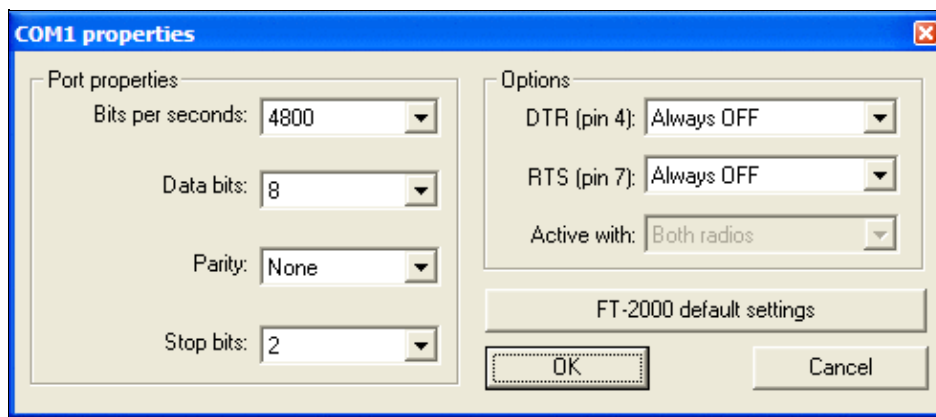 COM1 properties
Port properties
Bits per seconds: 4800
Data bits: 8
Parity: None
Stop bits: 2
Options
DTR (pin 4): Always OFF
RTS (pin 7): Always OFF
Active with: Both radios
FT-2000 default settings
OK Cancel